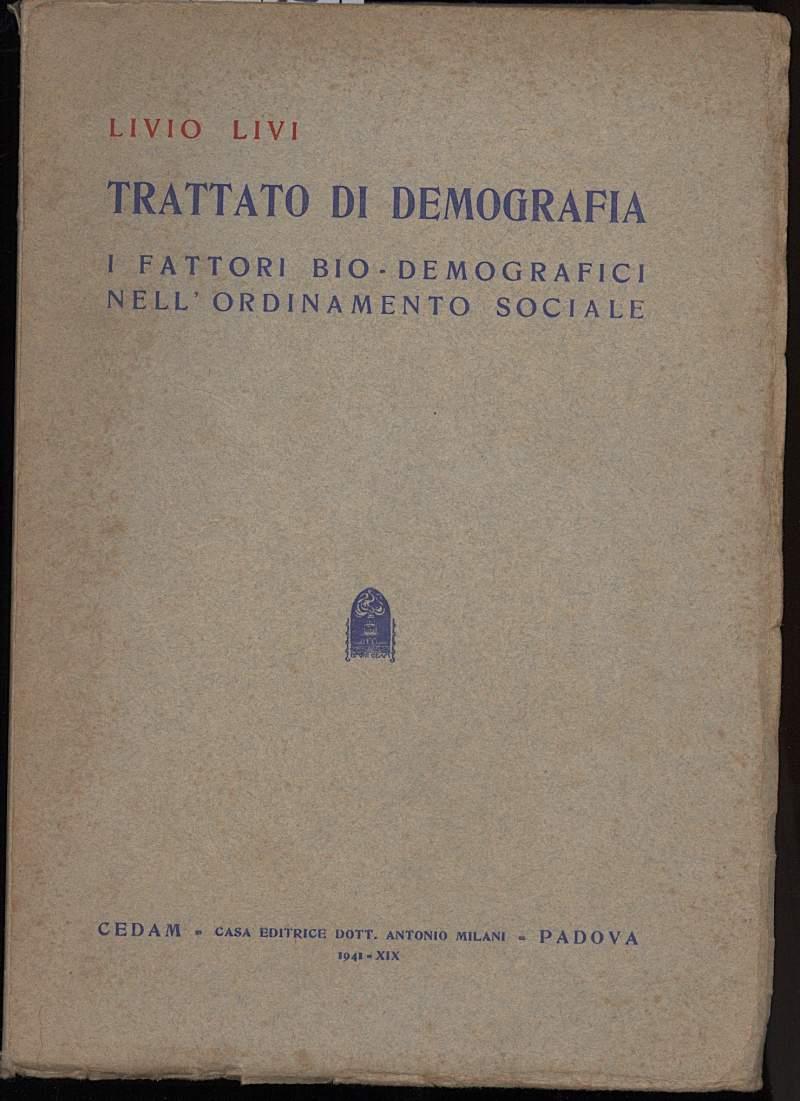 LIVIO LIVI
TRATTATO DI DEMOGRAFIA
I FATTORI BIO-DEMOGRAFICI
NELL'ORDINAMENTO SOCIALE
CEDAM - CASA EDITRICE DOTT. ANTONIO MILANI - PADOVA
1941-XIX